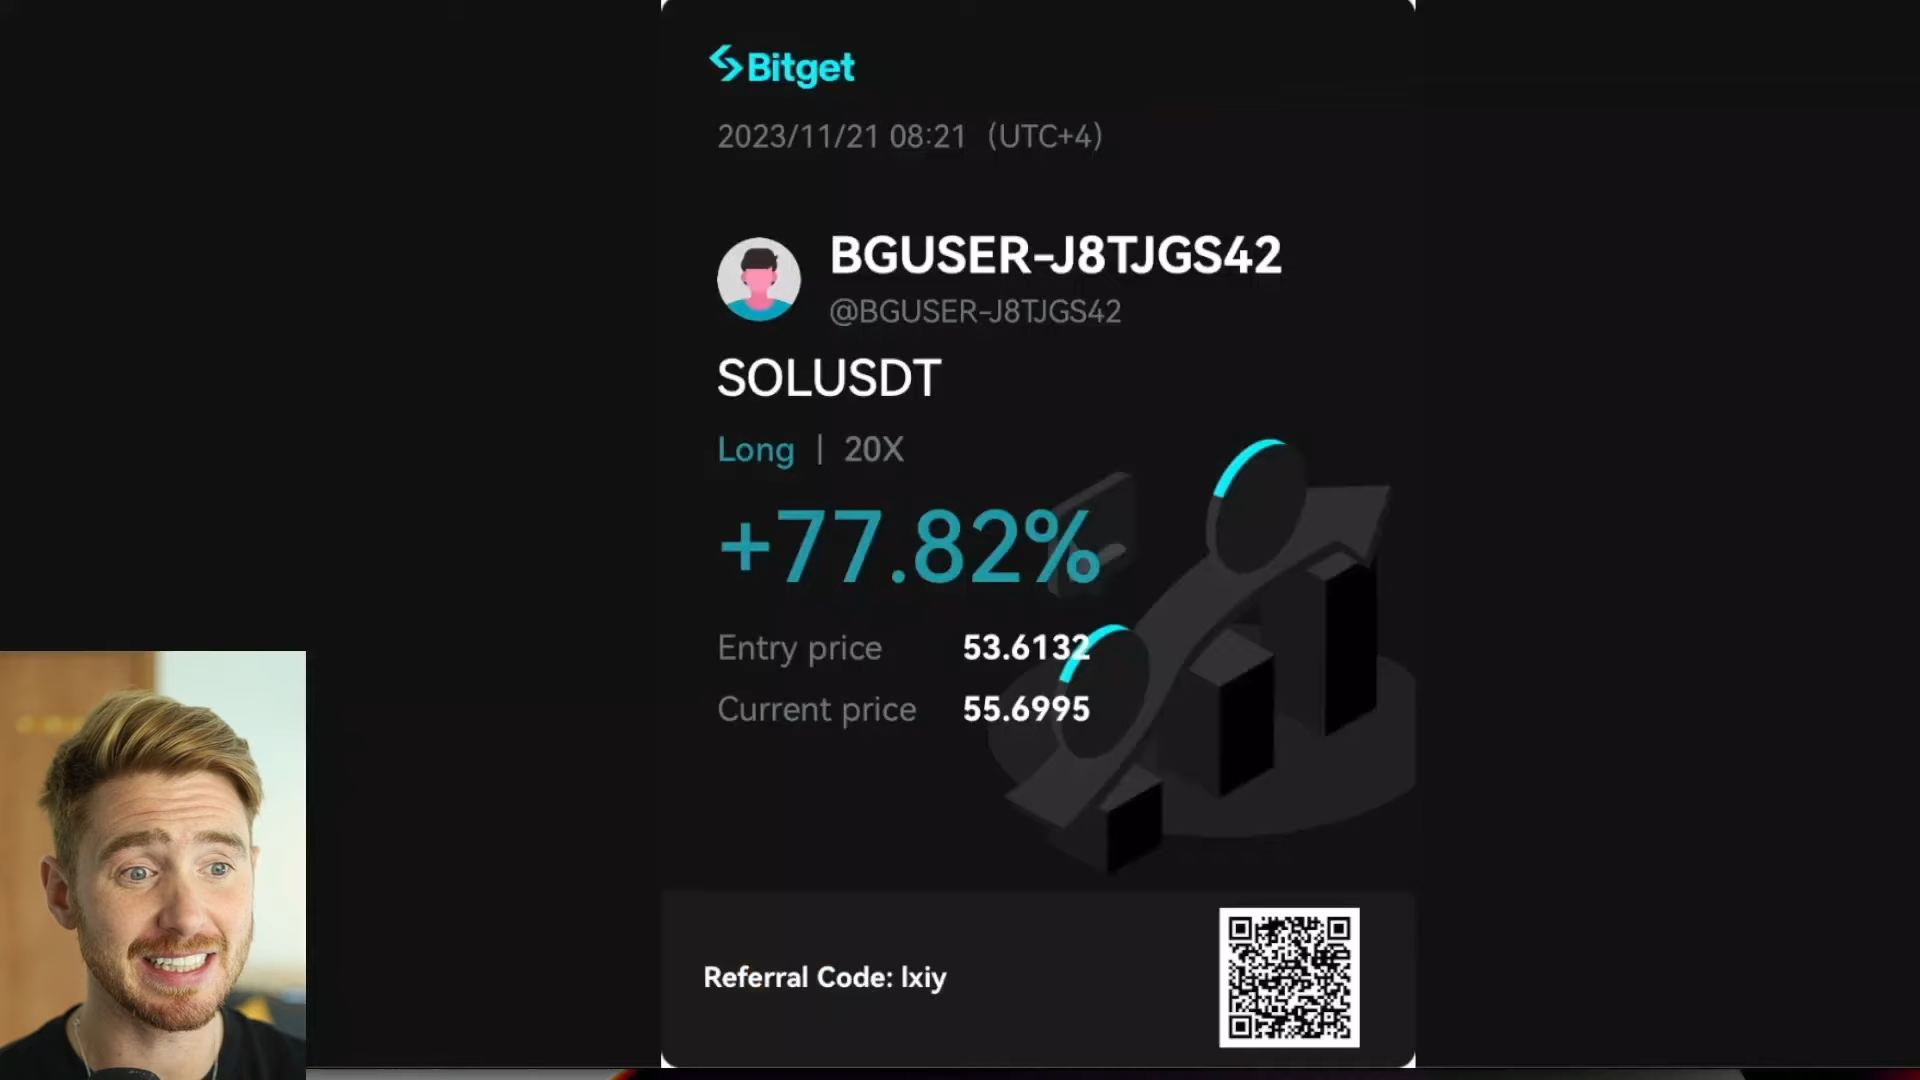 Bitget
2023/11/21 08:21 (UTC+4)
BGUSER-J8TJGS42
@BGUSER-J8TJGS42
SOLUSDT
Long | 20X
+77.82%
Entry price 53.6132
Current price 55.6995
Referral Code: lxiy